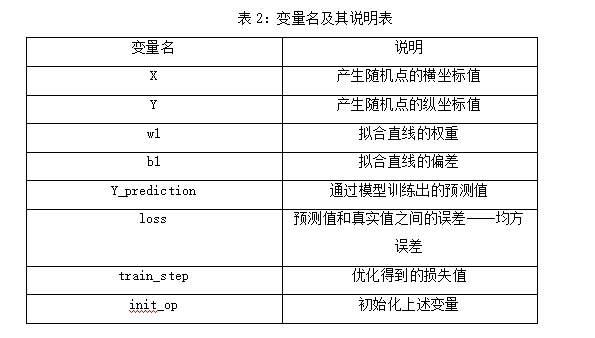 表 2：变量名及其说明表
变量名 说明
X 产生随机点的横坐标值
Y 产生随机点的纵坐标值
w1 拟合直线的权重
b1 拟合直线的偏差
Y_prediction 通过模型训练出的预测值
loss 预测值和真实值之间的误差——均方
误差
train_step 优化得到的损失值
init_op 初始化上述变量